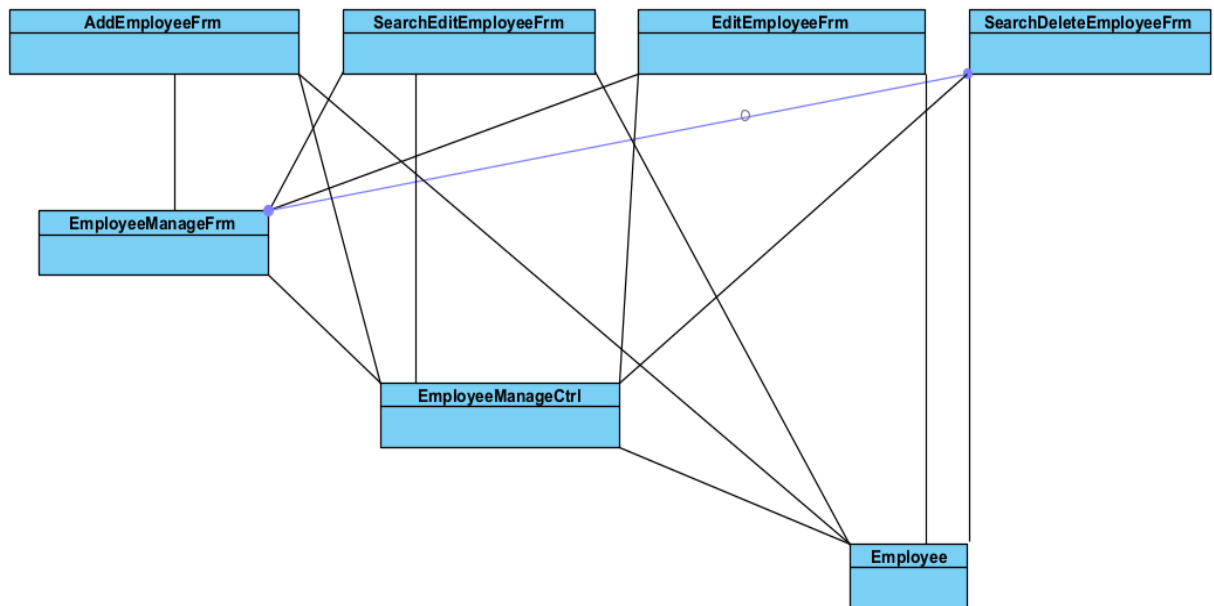 AddEmployeeFrm
SearchEditEmployeeFrm
EditEmployeeFrm
SearchDeleteEmployeeFrm
EmployeeManageFrm
EmployeeManageCtrl
Employee